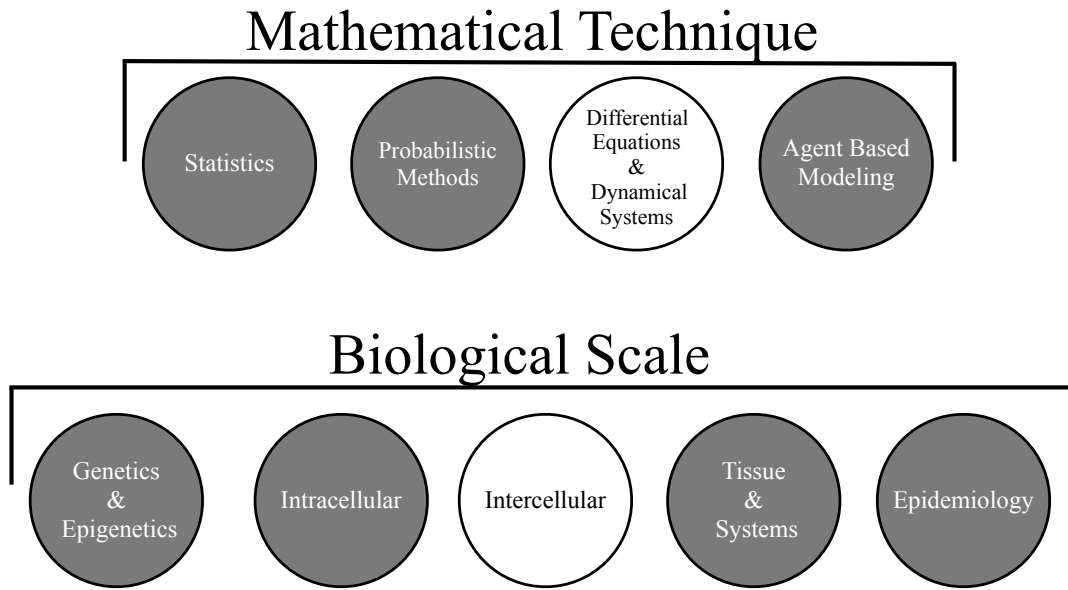 Mathematical Technique
Statistics
Probabilistic
Methods
Differential
Equations
&
Dynamical
Systems
Agent Based
Modeling
Biological Scale
Genetics
&
Epigenetics
Intracellular
Intercellular
Tissue
&
Systems
Epidemiology